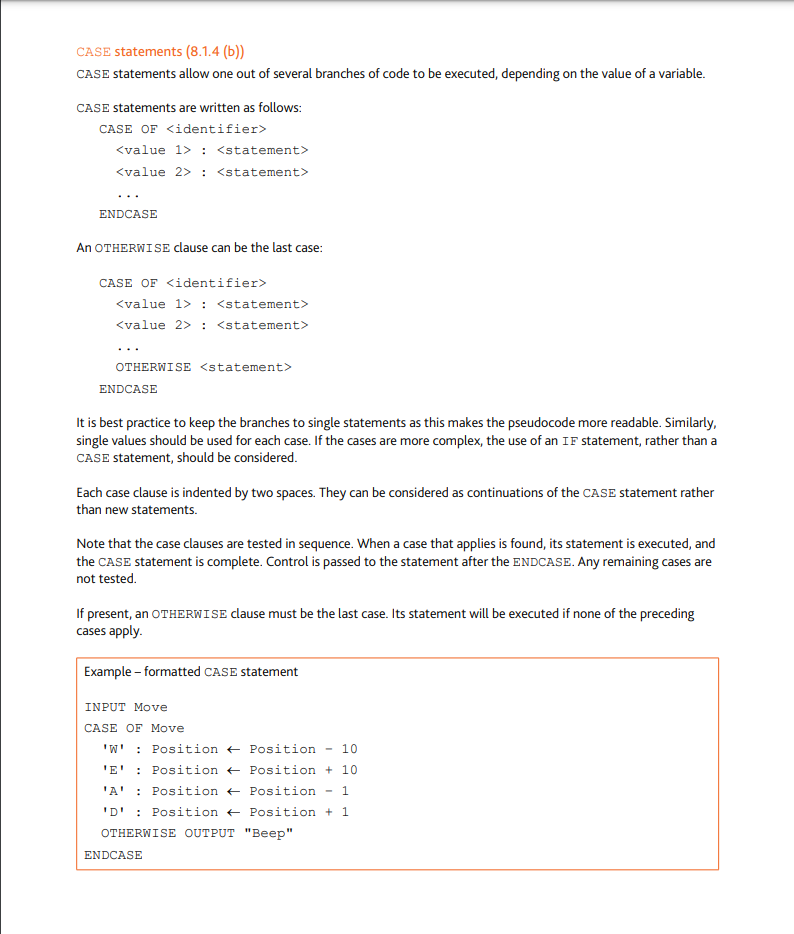 CASE statements (8.1.4 (b))
CASE statements allow one out of several branches of code to be executed, depending on the value of a variable.
CASE statements are written as follows:
CASE OF <identifier>
<value 1> : <statement>
<value 2> : <statement>
...
ENDCASE
An OTHERWISE clause can be the last case:
CASE OF <identifier>
<value 1> : <statement>
<value 2> : <statement>
...
OTHERWISE <statement>
ENDCASE
It is best practice to keep the branches to single statements as this makes the pseudocode more readable. Similarly,
single values should be used for each case. If the cases are more complex, the use of an IF statement, rather than a
CASE statement, should be considered.
Each case clause is indented by two spaces. They can be considered as continuations of the CASE statement rather
than new statements.
Note that the case clauses are tested in sequence. When a case that applies is found, its statement is executed, and
the CASE statement is complete. Control is passed to the statement after the ENDCASE. Any remaining cases are
not tested.
If present, an OTHERWISE clause must be the last case. Its statement will be executed if none of the preceding
cases apply.
Example – formatted CASE statement
INPUT Move
CASE OF Move
'W' : Position ← Position − 10
'E' : Position ← Position + 10
'A' : Position ← Position − 1
'D' : Position ← Position + 1
OTHERWISE OUTPUT "Beep"
ENDCASE